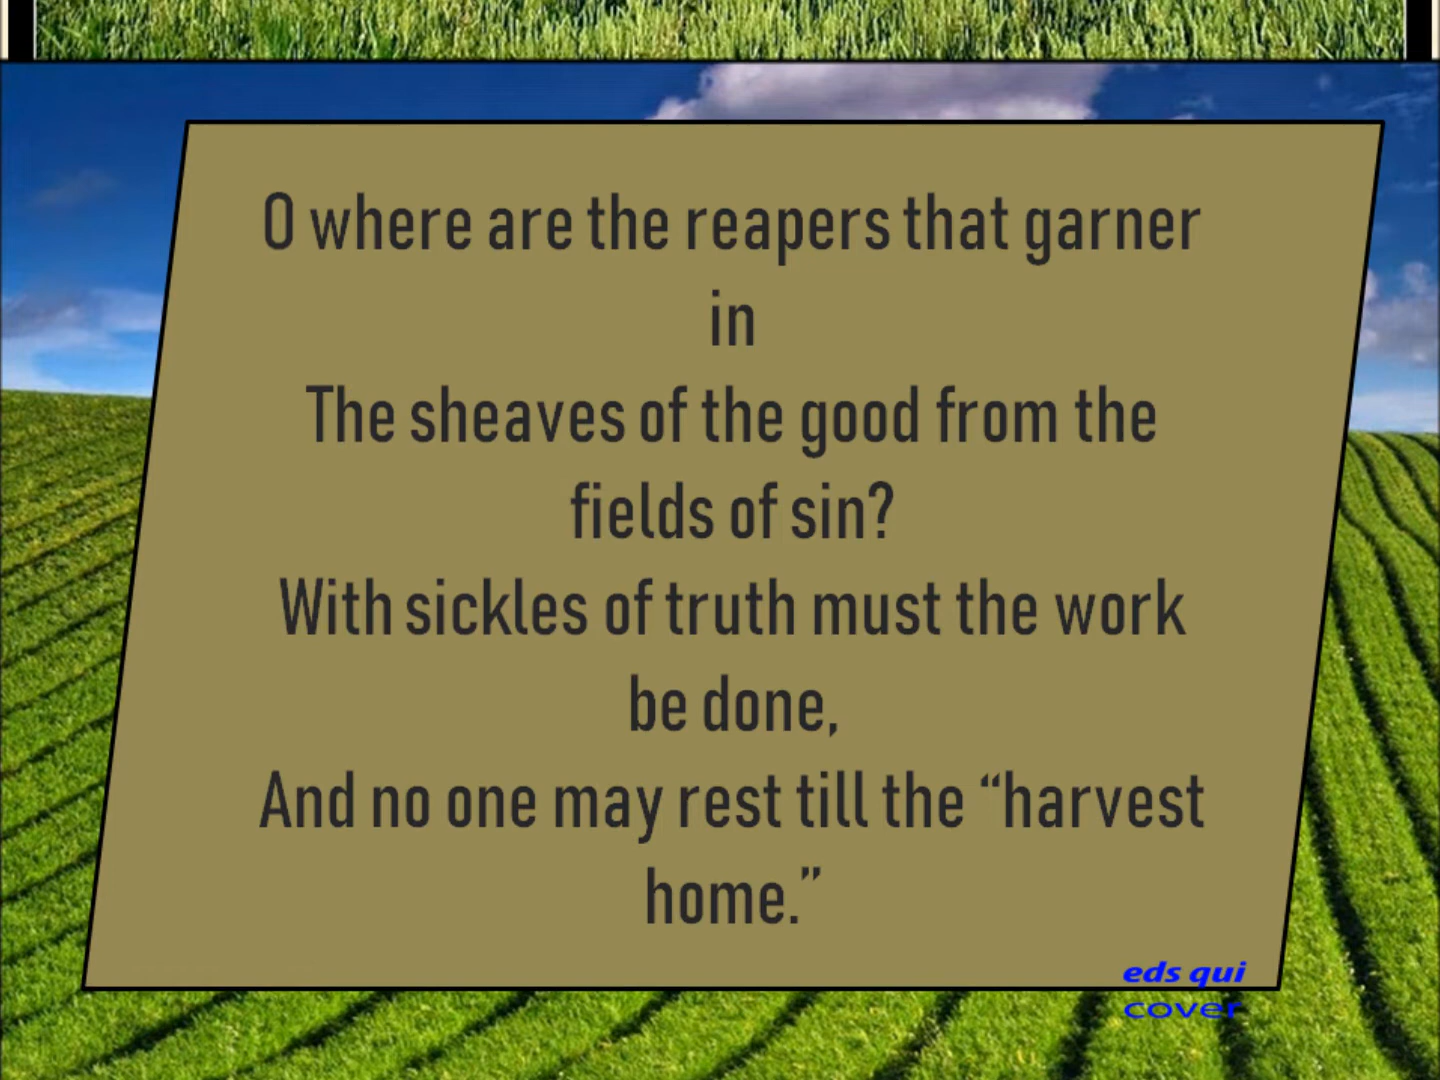 O where are the reapers that garner
in
The sheaves of the good from the
fields of sin?
With sickles of truth must the work
be done,
And no one may rest till the “harvest
home.”
eds qui
cover